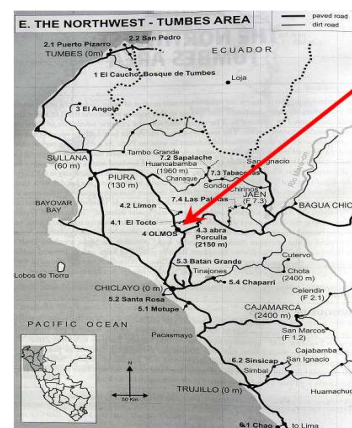 E. THE NORTHWEST - TUMBES AREA
paved road
dirt road
2.2 San Pedro
2.1 Puerto Pizarro
TUMBES (0m)
ECUADOR
1 El Caucho, Bosque de Tumbes
Loja
3 El Angolo
Tambo Grande
7.2 Sapalache
SULLANA
(60 m)
Huancabamba
(1960 m)
San Ignacio
7.3 Tabaconas
Chanaque
PIURA
(130 m)
Sondor
Chirinos
JAEN
(F 7.3)
7.4 Las Palmas
BAYOVAR
BAY
4.2 Limon
BAGUA CHIC
4.1 El Tocto
4.3 abra
Porculla
(2150 m)
4 OLMOS
Cutervo
5.3 Batan Grande
Lobos de Tierra
Tinajones
Chota
(2400 m)
5.4 Chaparri
CHICLAYO (0 m)
Celendin
(F 2.1)
5.2 Santa Rosa
5.1 Motupe
CAJAMARCA
(2400 m)
PACIFIC OCEAN
San Marcos
(F 1.2)
Pacasmayo
Cajabamba
6.2 Sinsicap
San Ignacio
Simbal
N
50 Km
TRUJILLO (0 m)
Huamachu
6.1 Chao
to Lima